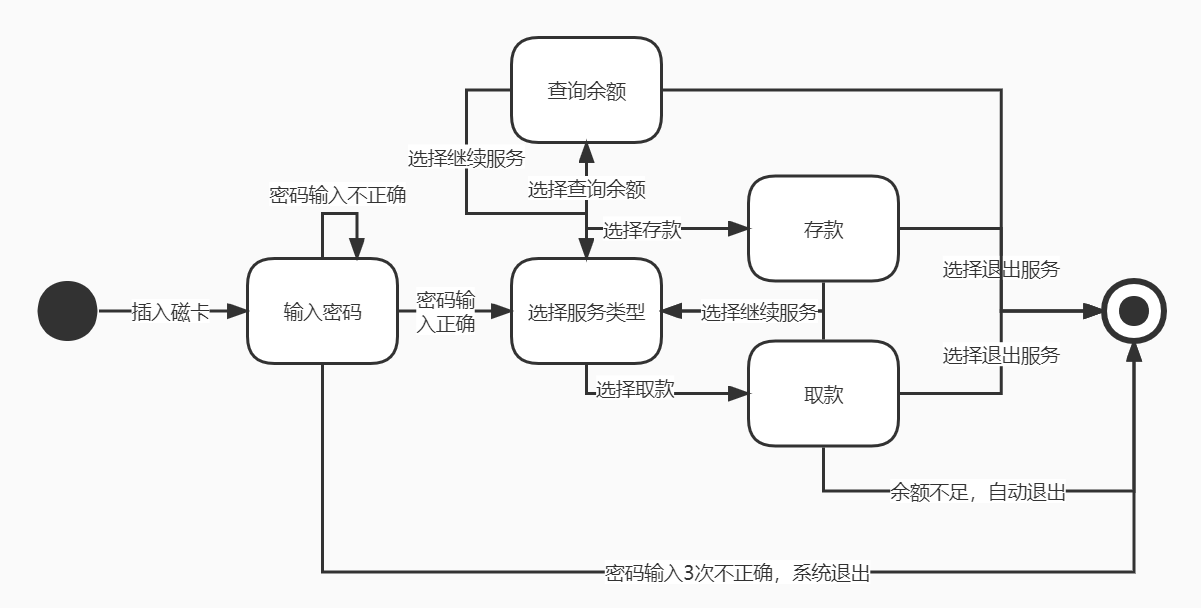 查询余额
选择继续服务
选择查询余额
密码输入不正确
选择存款
存款
选择退出服务
插入磁卡
输入密码
密码输
入正确
选择服务类型
选择继续服务
选择退出服务
选择取款
取款
余额不足，自动退出
密码输入3次不正确，系统退出